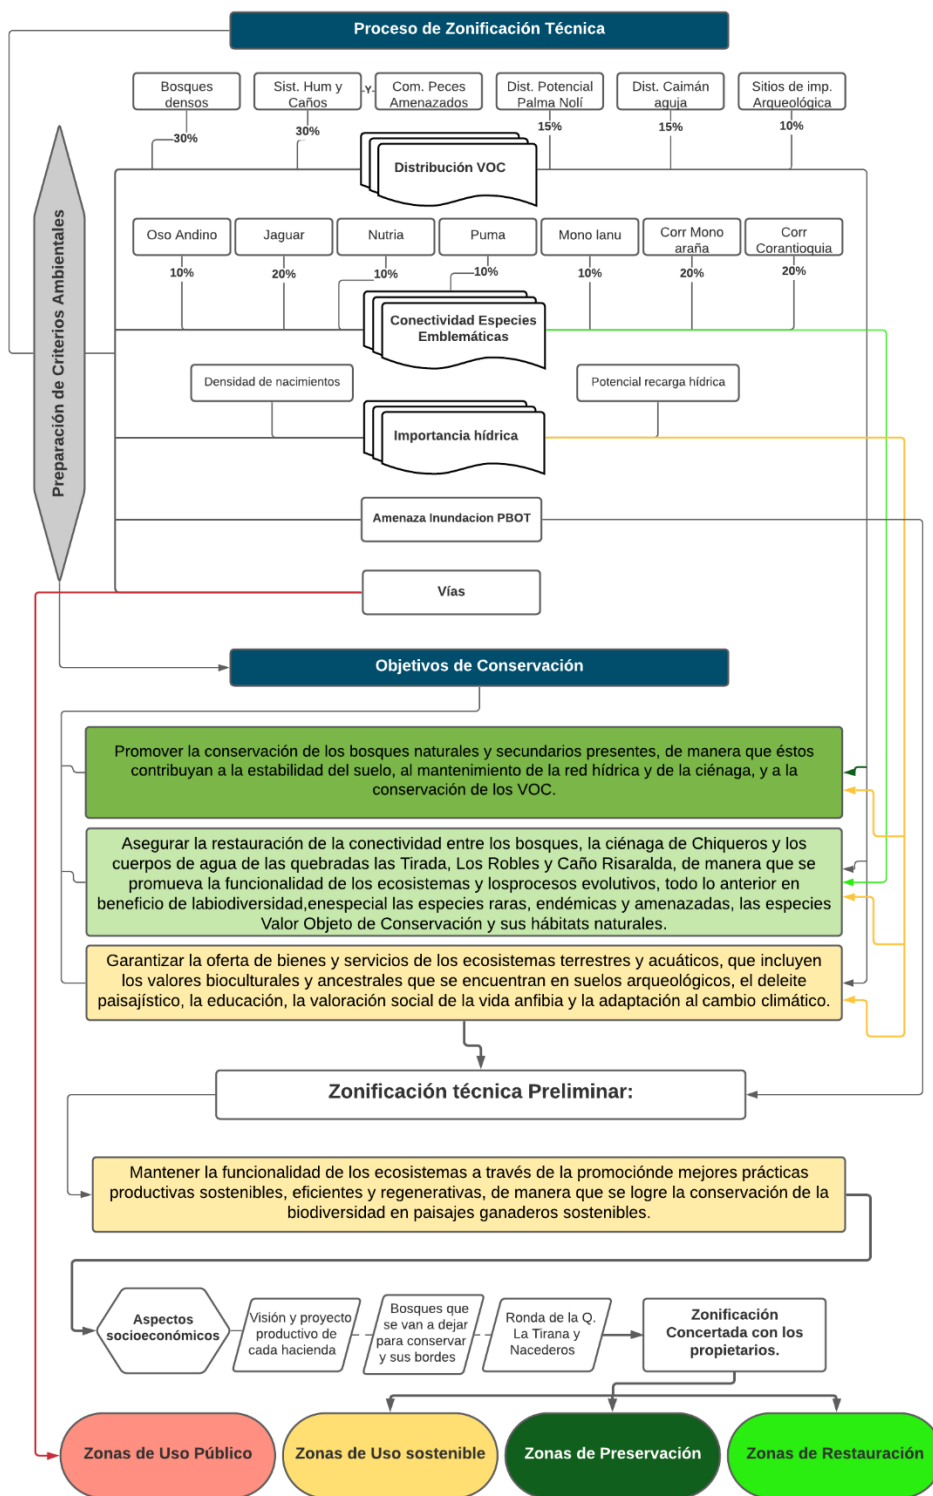 Proceso de Zonificación Técnica
Bosques
densos
Sist. Hum y
Caños
Y
Com. Peces
Amenazados
Dist. Potencial
Palma Nolí
Dist. Caimán
aguja
Sitios de imp.
Arqueológica
30%
30%
15%
15%
10%
Distribución VOC
Preparación de Criterios Ambientales
Oso Andino
Jaguar
Nutria
Puma
Mono lanu
Corr Mono
araña
Corr
Corantioquia
10%
20%
10%
10%
10%
20%
20%
Conectividad Especies
Emblemáticas
Densidad de nacimientos
Potencial recarga hídrica
Importancia hídrica
Amenaza Inundacion PBOT
Vías
Objetivos de Conservación
Promover la conservación de los bosques naturales y secundarios presentes, de manera que éstos
contribuyan a la estabilidad del suelo, al mantenimiento de la red hídrica y de la ciénaga, y a la
conservación de los VOC.
Asegurar la restauración de la conectividad entre los bosques, la ciénaga de Chiqueros y los
cuerpos de agua de las quebradas las Tirada, Los Robles y Caño Risaralda, de manera que se
promueva la funcionalidad de los ecosistemas y losprocesos evolutivos, todo lo anterior en
beneficio de labiodiversidad,enespecial las especies raras, endémicas y amenazadas, las especies
Valor Objeto de Conservación y sus hábitats naturales.
Garantizar la oferta de bienes y servicios de los ecosistemas terrestres y acuáticos, que incluyen
los valores bioculturales y ancestrales que se encuentran en suelos arqueológicos, el deleite
paisajístico, la educación, la valoración social de la vida anfibia y la adaptación al cambio climático.
Zonificación técnica Preliminar:
Mantener la funcionalidad de los ecosistemas a través de la promociónde mejores prácticas
productivas sostenibles, eficientes y regenerativas, de manera que se logre la conservación de la
biodiversidad en paisajes ganaderos sostenibles.
Aspectos
socioeconómicos
Visión y proyecto
productivo de
cada hacienda
Bosques que
se van a dejar
para conservar
y sus bordes
Ronda de la Q.
La Tirana y
Nacederos
Zonificación
Concertada con los
propietarios.
Zonas de Uso Público
Zonas de Uso sostenible
Zonas de Preservación
Zonas de Restauración